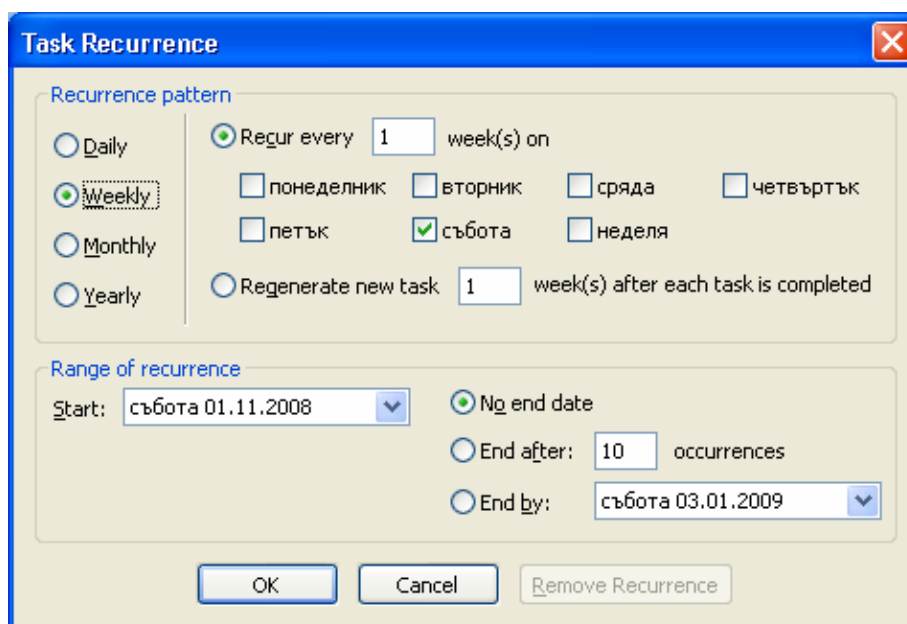 Task Recurrence
Recurrence pattern
Daily
Weekly
Monthly
Yearly
Recur every 1 week(s) on
понеделник вторник сряда четвъртък
петък събота неделя
Regenerate new task 1 week(s) after each task is completed
Range of recurrence
Start: събота 01.11.2008
No end date
End after: 10 occurrences
End by: събота 03.01.2009
OK Cancel Remove Recurrence